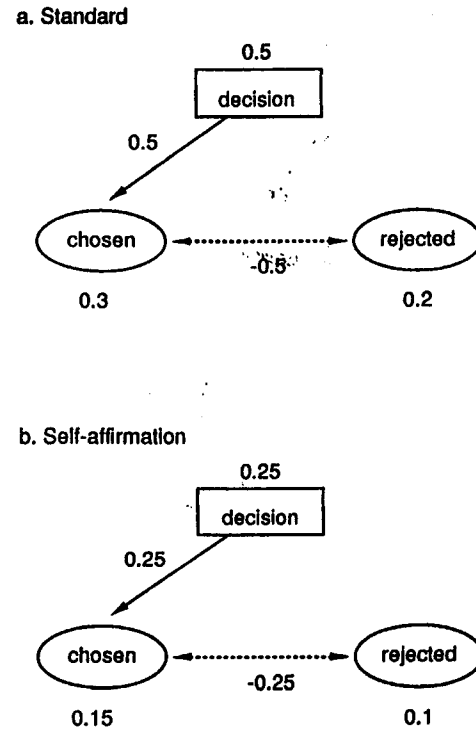 a. Standard
0.5
decision
0.5
chosen
rejected
-0.5
0.3
0.2
b. Self-affirmation
0.25
decision
0.25
chosen
rejected
-0.25
0.15
0.1